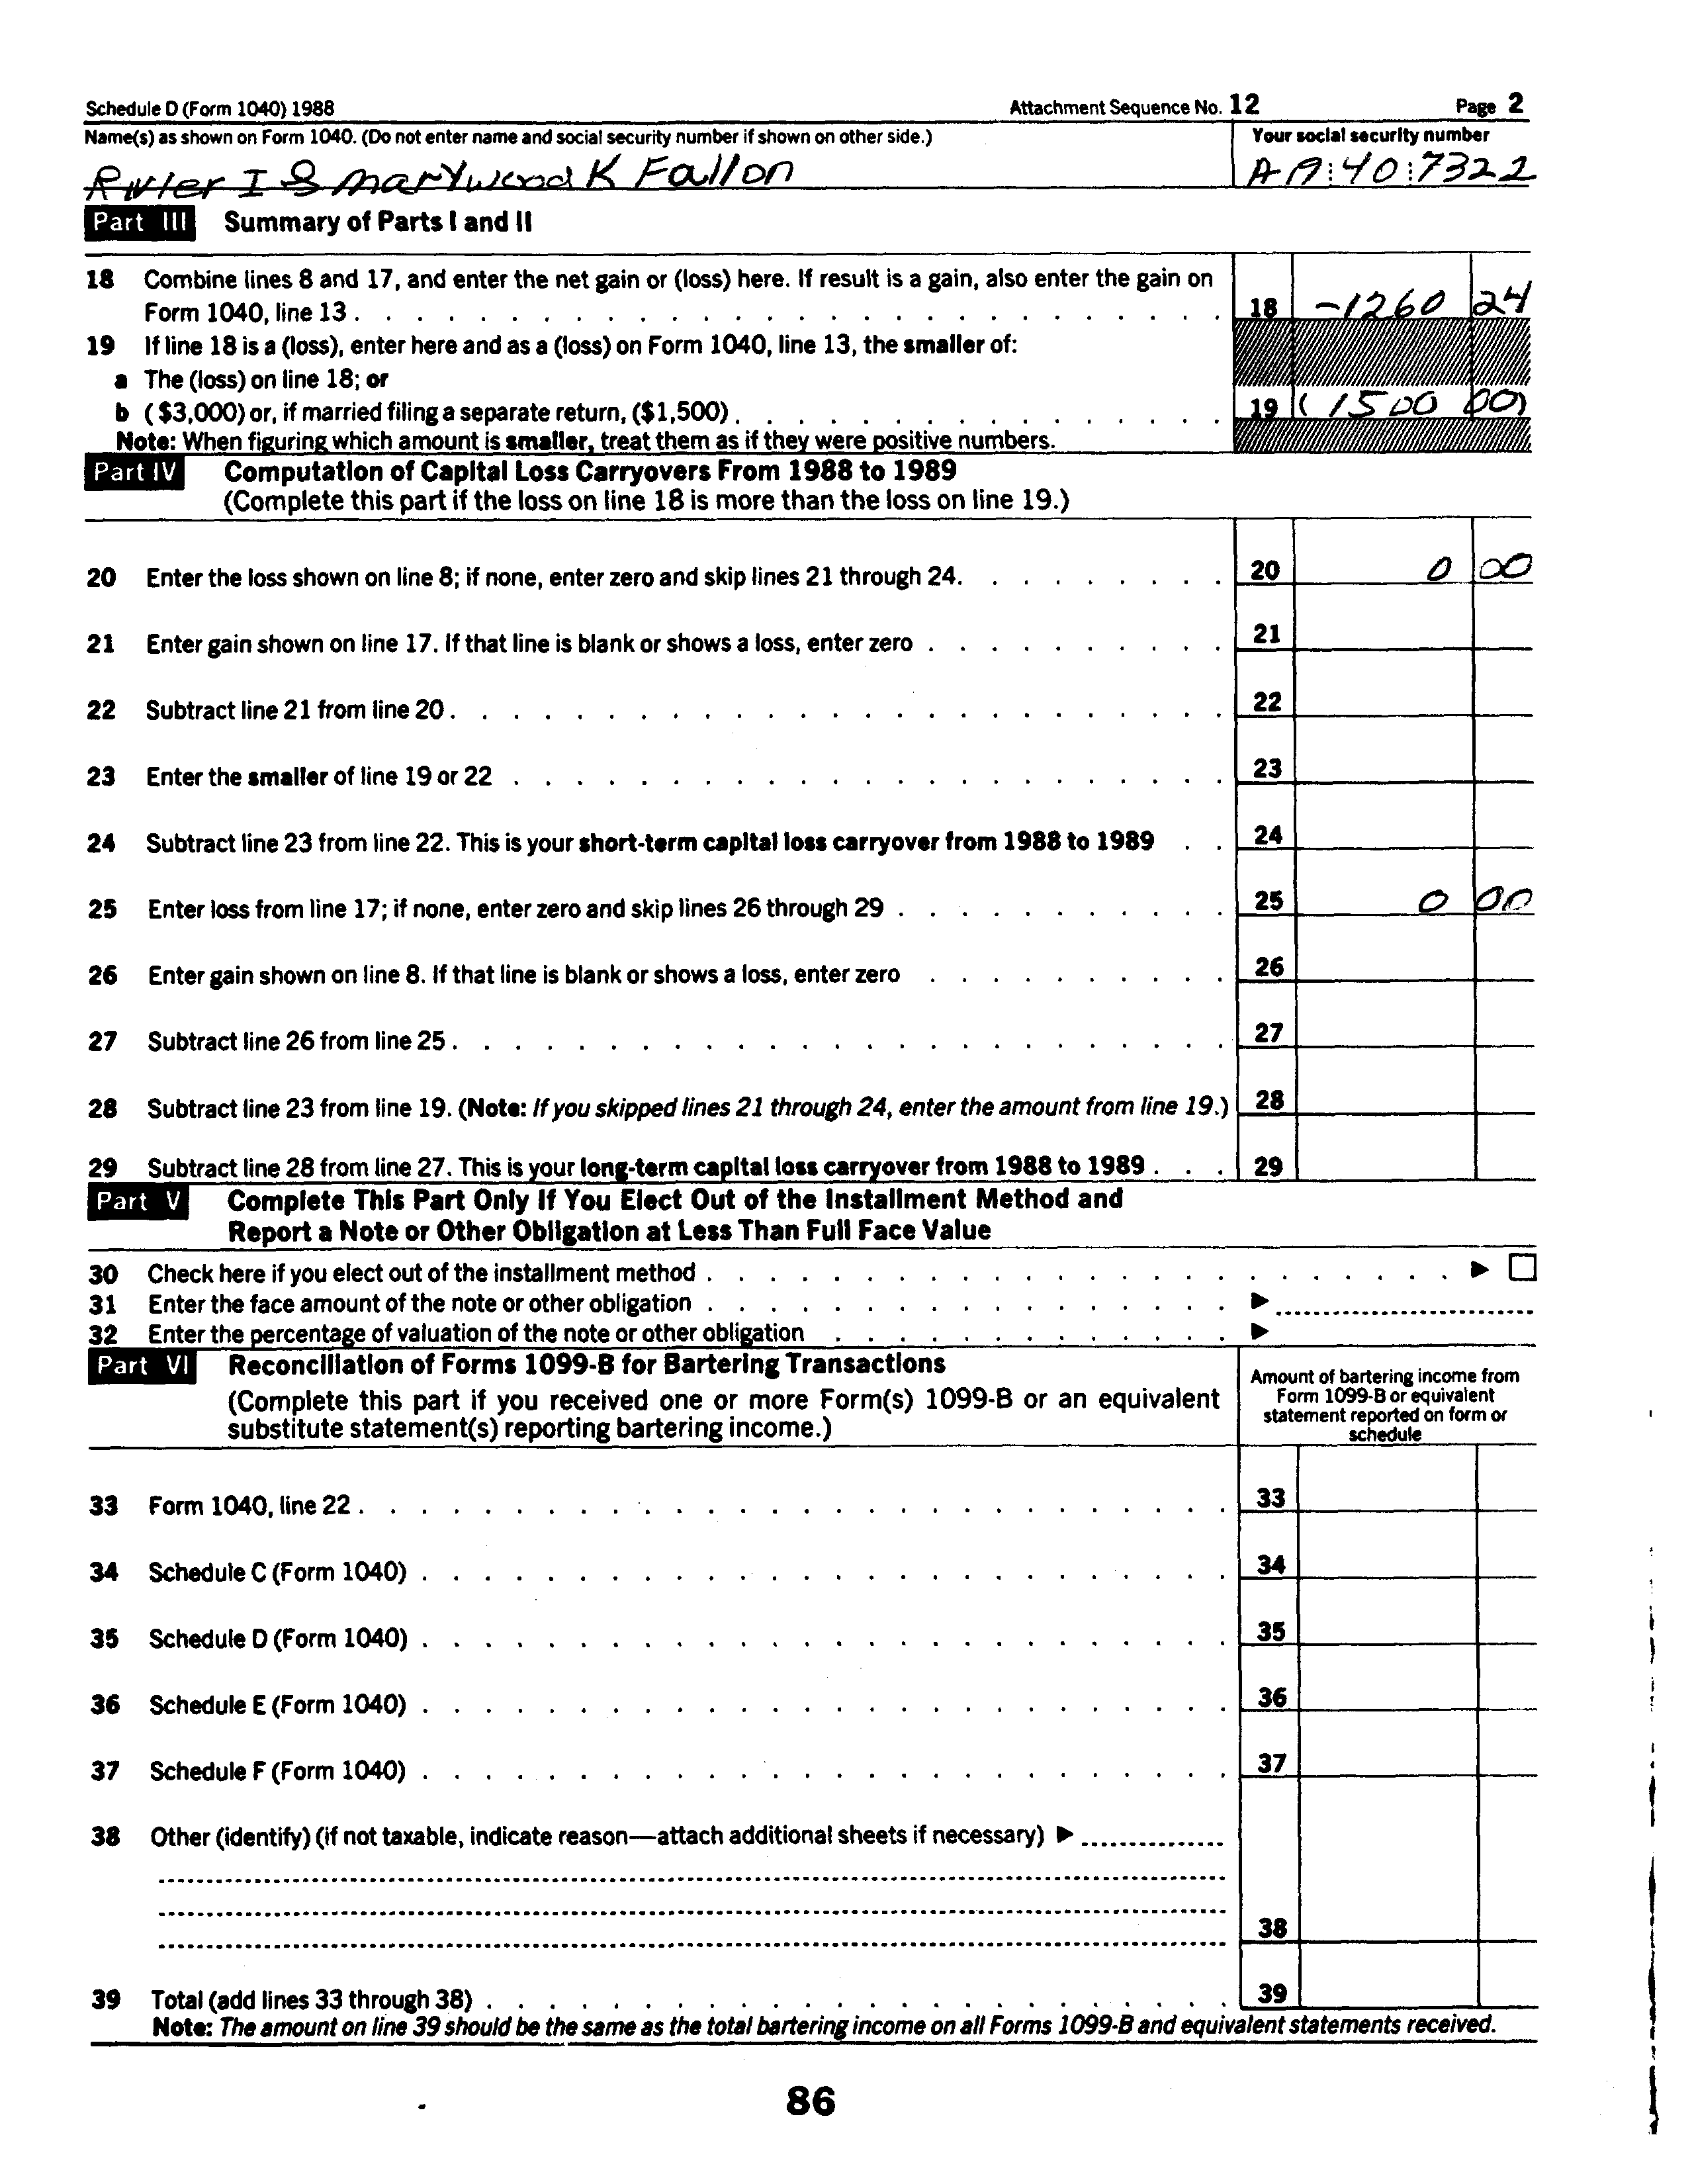 Schedule D (Form 1040) 1988 Attachment Sequence No. 12 Page 2
Name(s) as shown on Form 1040. (Do not enter name and social security number if shown on other side.) Your social security number
I & Marywood K Fallon 40 7322
Part III Summary of Parts I and II
18 Combine lines 8 and 17, and enter the net gain or (loss) here. If result is a gain, also enter the gain on
Form 1040, line 13 . . . 18 -1260 24
19 If line 18 is a (loss), enter here and as a (loss) on Form 1040, line 13, the smaller of:
a The (loss) on line 18; or
b ($3,000) or, if married filing a separate return, ($1,500) . . . 19 (1500 00)
Note: When figuring which amount is smaller, treat them as if they were positive numbers.
Part IV Computation of Capital Loss Carryovers From 1988 to 1989
(Complete this part if the loss on line 18 is more than the loss on line 19.)
20 Enter the loss shown on line 8; if none, enter zero and skip lines 21 through 24. . . . 20 0 00
21 Enter gain shown on line 17. If that line is blank or shows a loss, enter zero . . . 21
22 Subtract line 21 from line 20 . . . 22
23 Enter the smaller of line 19 or 22 . . . 23
24 Subtract line 23 from line 22. This is your short-term capital loss carryover from 1988 to 1989 . . 24
25 Enter loss from line 17; if none, enter zero and skip lines 26 through 29 . . . 25 0 00
26 Enter gain shown on line 8. If that line is blank or shows a loss, enter zero . . . 26
27 Subtract line 26 from line 25 . . . 27
28 Subtract line 23 from line 19. (Note: If you skipped lines 21 through 24, enter the amount from line 19.) 28
29 Subtract line 28 from line 27. This is your long-term capital loss carryover from 1988 to 1989 . . . 29
Part V Complete This Part Only If You Elect Out of the Installment Method and
Report a Note or Other Obligation at Less Than Full Face Value
30 Check here if you elect out of the installment method . . . ▶ ☐
31 Enter the face amount of the note or other obligation . . . ▶
32 Enter the percentage of valuation of the note or other obligation . . . ▶
Part VI Reconciliation of Forms 1099-B for Bartering Transactions
(Complete this part if you received one or more Form(s) 1099-B or an equivalent
substitute statement(s) reporting bartering income.)
Amount of bartering income from
Form 1099-B or equivalent
statement reported on form or
schedule
33 Form 1040, line 22 . . . 33
34 Schedule C (Form 1040) . . . 34
35 Schedule D (Form 1040) . . . 35
36 Schedule E (Form 1040) . . . 36
37 Schedule F (Form 1040) . . . 37
38 Other (identify) (if not taxable, indicate reason—attach additional sheets if necessary) ▶
38
39 Total (add lines 33 through 38) . . . 39
Note: The amount on line 39 should be the same as the total bartering income on all Forms 1099-B and equivalent statements received.
86